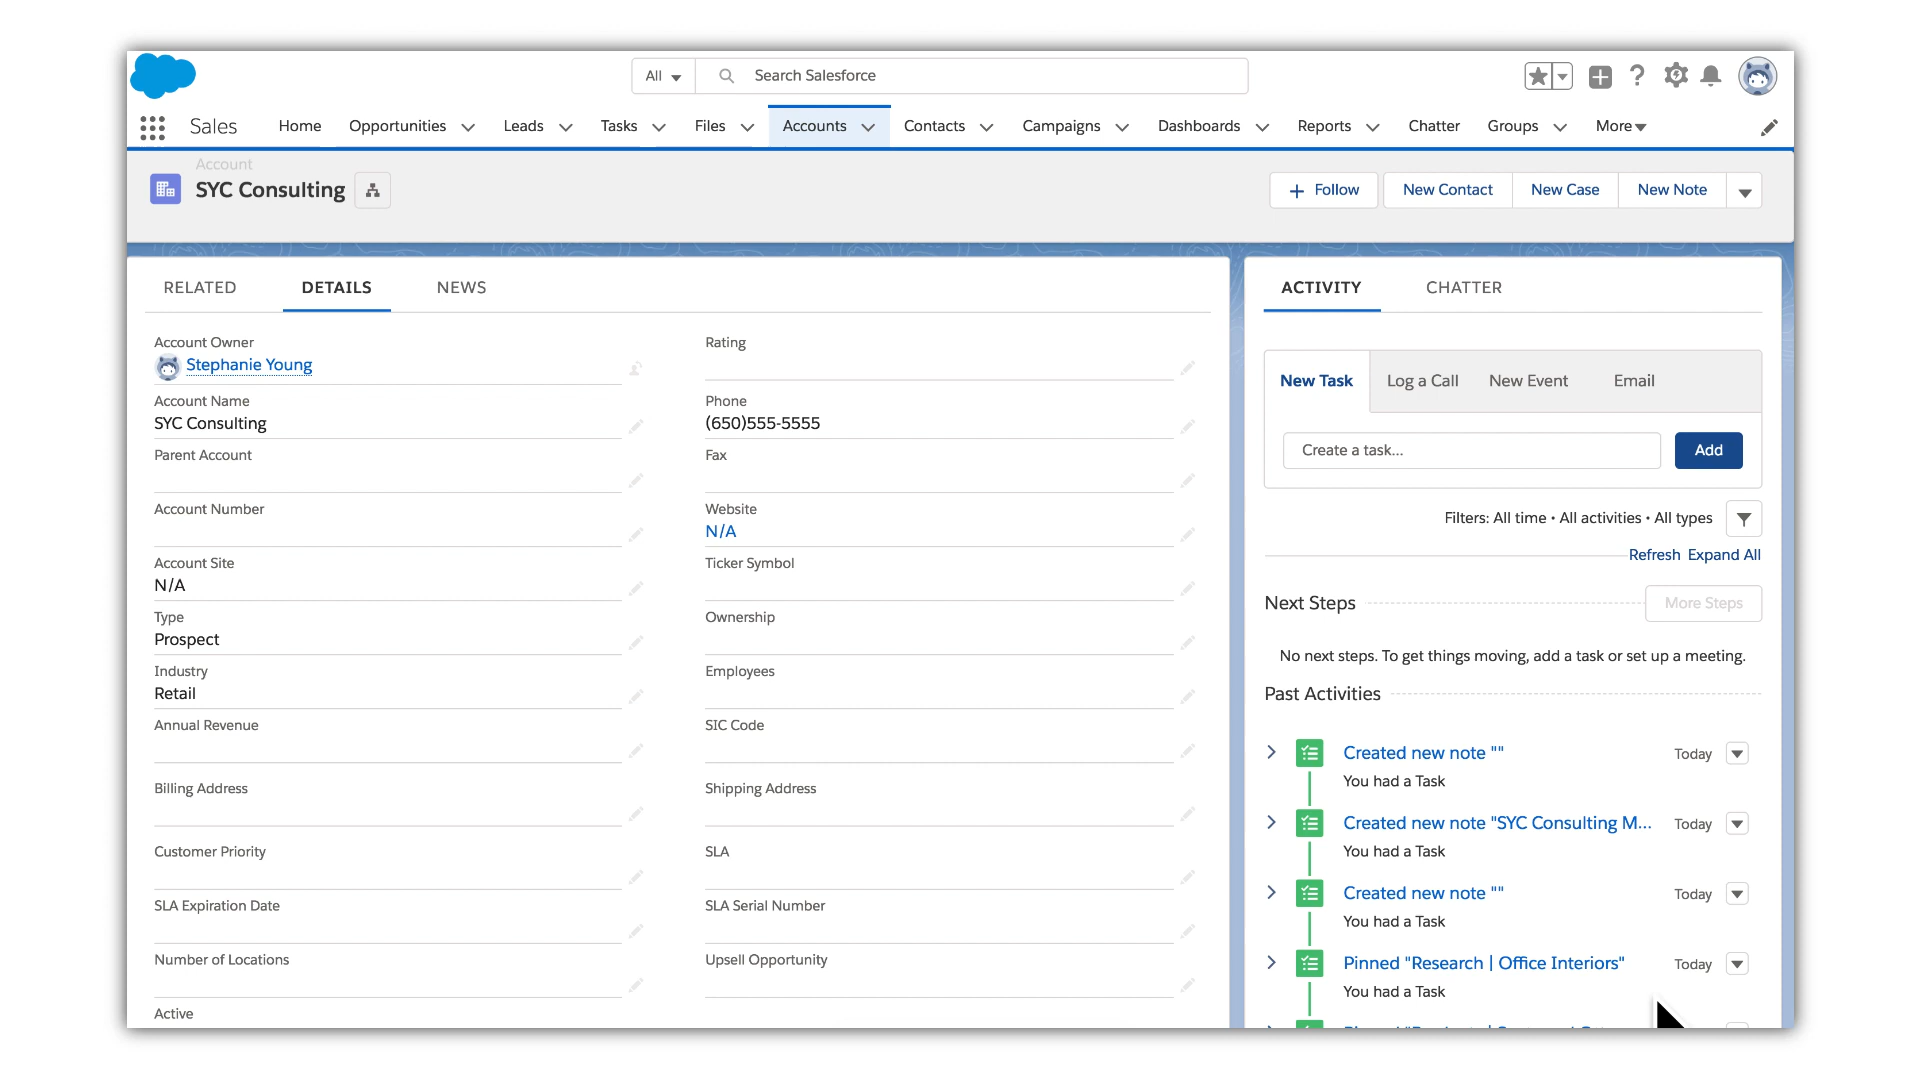 All
Search Salesforce
Sales
Home
Opportunities
Leads
Tasks
Files
Accounts
Contacts
Campaigns
Dashboards
Reports
Chatter
Groups
More
Account
SYC Consulting
Follow
New Contact
New Case
New Note
RELATED
DETAILS
NEWS
Account Owner
Stephanie Young
Account Name
SYC Consulting
Parent Account
Account Number
Account Site
N/A
Type
Prospect
Industry
Retail
Annual Revenue
Billing Address
Customer Priority
SLA Expiration Date
Number of Locations
Active
Rating
Phone
(650)555-5555
Fax
Website
N/A
Ticker Symbol
Ownership
Employees
SIC Code
Shipping Address
SLA
SLA Serial Number
Upsell Opportunity
ACTIVITY
CHATTER
New Task
Log a Call
New Event
Email
Create a task...
Add
Filters: All time • All activities • All types
Refresh
Expand All
Next Steps
More Steps
No next steps. To get things moving, add a task or set up a meeting.
Past Activities
Created new note ""
Today
You had a Task
Created new note "SYC Consulting M...
Today
You had a Task
Created new note ""
Today
You had a Task
Pinned "Research | Office Interiors"
Today
You had a Task